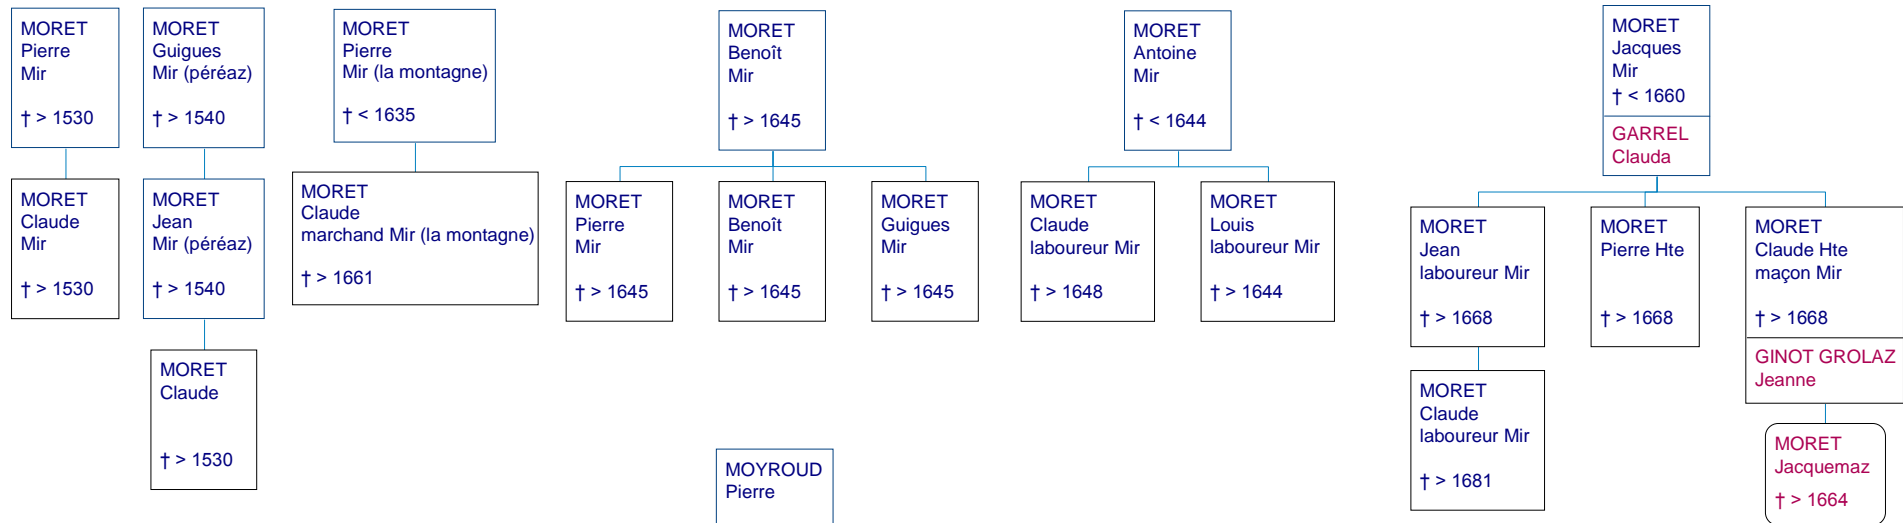 MORET
Pierre
Mir
† > 1530
MORET
Guigues
Mir (péréaz)
† > 1540
MORET
Pierre
Mir (la montagne)
† < 1635
MORET
Benoît
Mir
† > 1645
MORET
Antoine
Mir
† < 1644
MORET
Jacques
Mir
† < 1660
GARREL
Clauda
MORET
Claude
Mir
† > 1530
MORET
Jean
Mir (péréaz)
† > 1540
MORET
Claude
marchand Mir (la montagne)
† > 1661
MORET
Pierre
Mir
† > 1645
MORET
Benoît
Mir
† > 1645
MORET
Guigues
Mir
† > 1645
MORET
Claude
laboureur Mir
† > 1648
MORET
Louis
laboureur Mir
† > 1644
MORET
Jean
laboureur Mir
† > 1668
MORET
Pierre Hte
† > 1668
MORET
Claude Hte
maçon Mir
† > 1668
GINOT GROLAZ
Jeanne
MORET
Claude
† > 1530
MORET
Claude
laboureur Mir
† > 1681
MORET
Jacquemaz
† > 1664
MOYROUD
Pierre